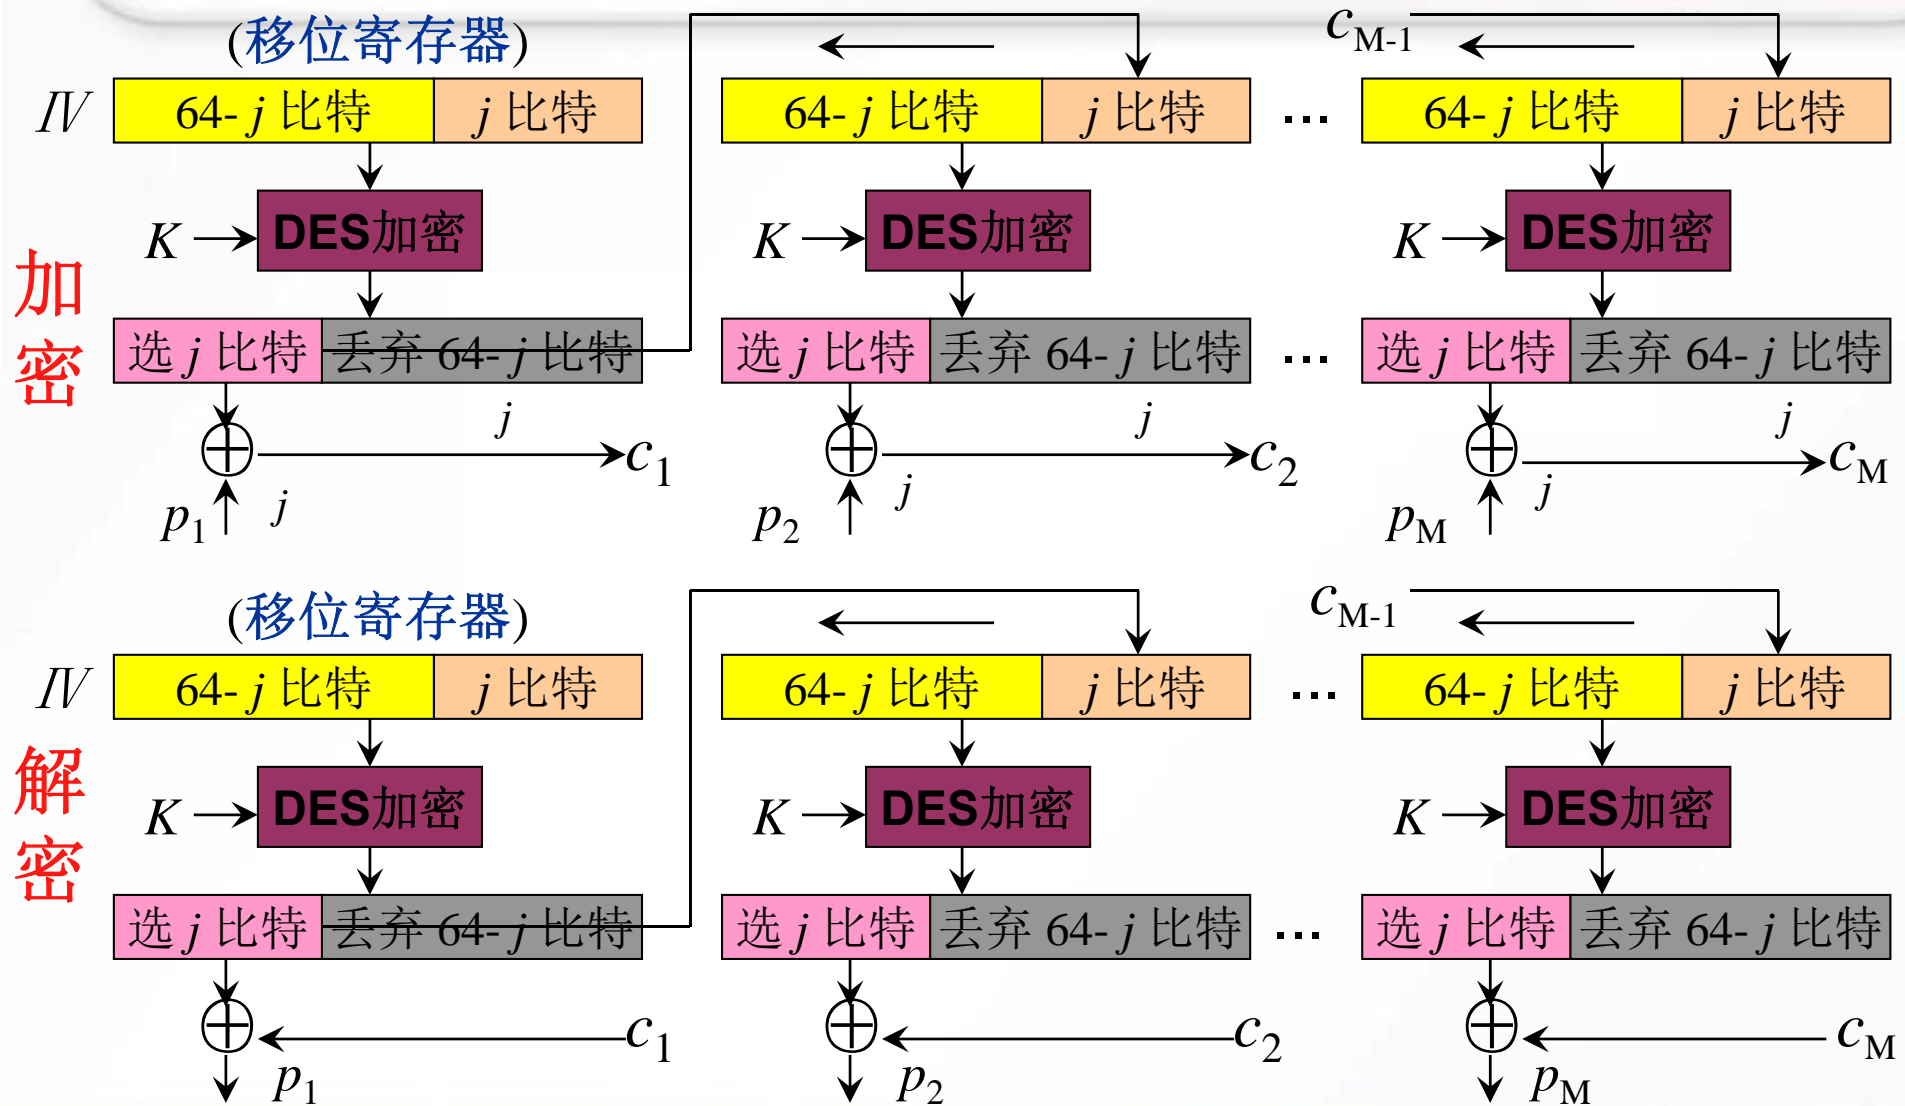 (移位寄存器) c_M-1
IV 64- j 比特 j 比特 64- j 比特 j 比特 ... 64- j 比特 j 比特
K DES加密 K DES加密 K DES加密
加密
选 j 比特 丢弃 64- j 比特 选 j 比特 丢弃 64- j 比特 ... 选 j 比特 丢弃 64- j 比特
j j j
c1 c2 cM
p1 j p2 j pM j
(移位寄存器) c_M-1
IV 64- j 比特 j 比特 64- j 比特 j 比特 ... 64- j 比特 j 比特
解密
K DES加密 K DES加密 K DES加密
选 j 比特 丢弃 64- j 比特 选 j 比特 丢弃 64- j 比特 ... 选 j 比特 丢弃 64- j 比特
c1 c2 cM
p1 p2 pM